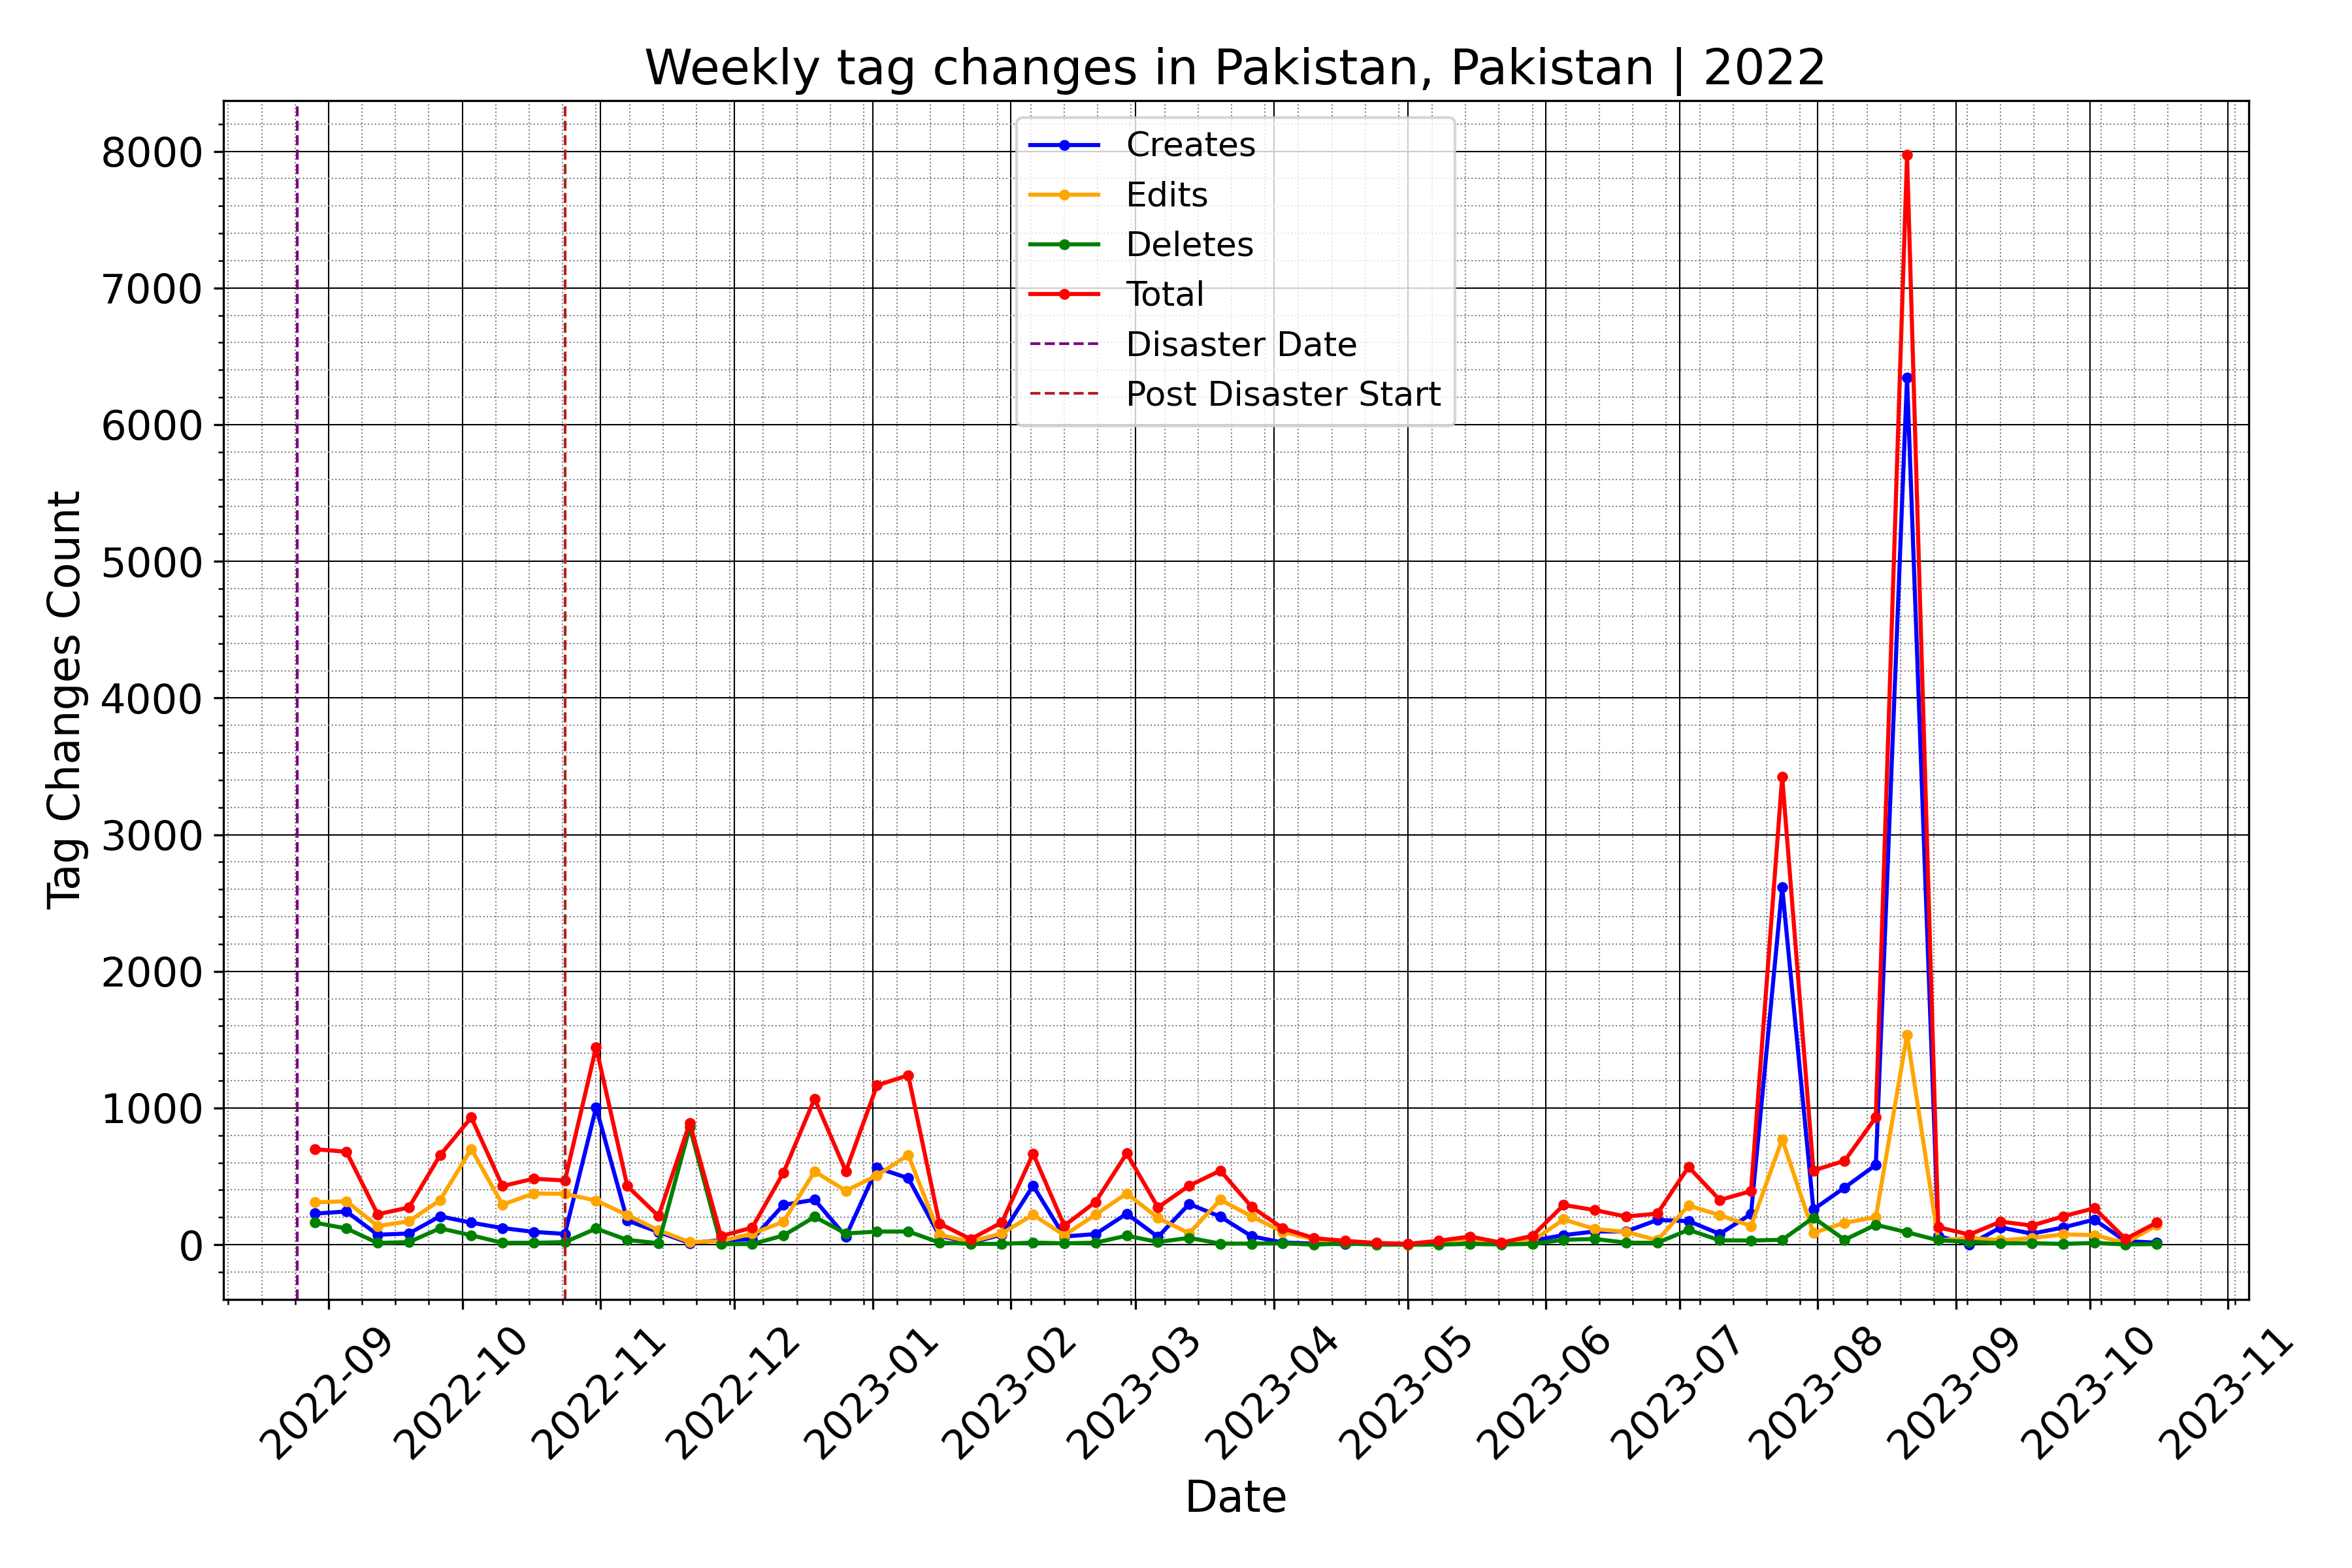 Weekly tag changes in Pakistan, Pakistan | 2022
Creates
Edits
Deletes
Total
Disaster Date
Post Disaster Start
Tag Changes Count
8000
7000
6000
5000
4000
3000
2000
1000
0
2022-09
2022-10
2022-11
2022-12
2023-01
2023-02
2023-03
2023-04
2023-05
2023-06
2023-07
2023-08
2023-09
2023-10
2023-11
Date